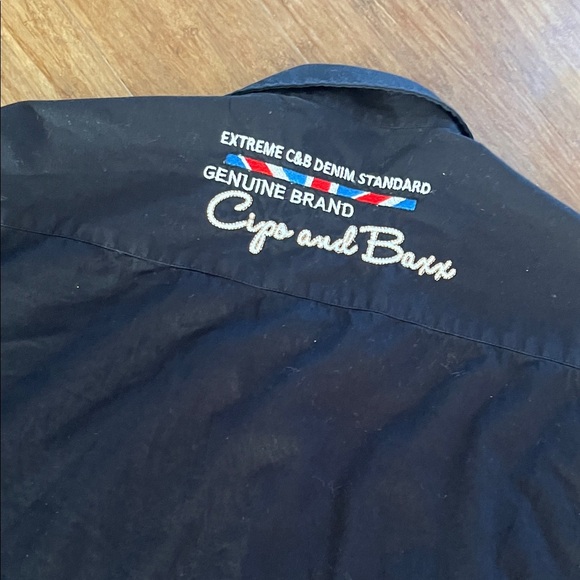 EXTREME C&B DENIM STANDARD
GENUINE BRAND
Cipo and Baxx